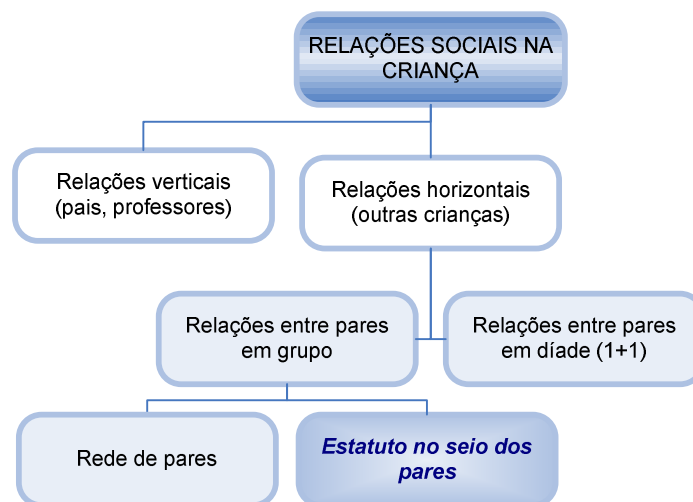 RELAÇÕES SOCIAIS NA
CRIANÇA
Relações verticais
(pais, professores)
Relações horizontais
(outras crianças)
Relações entre pares
em grupo
Relações entre pares
em díade (1+1)
Rede de pares
Estatuto no seio dos
pares